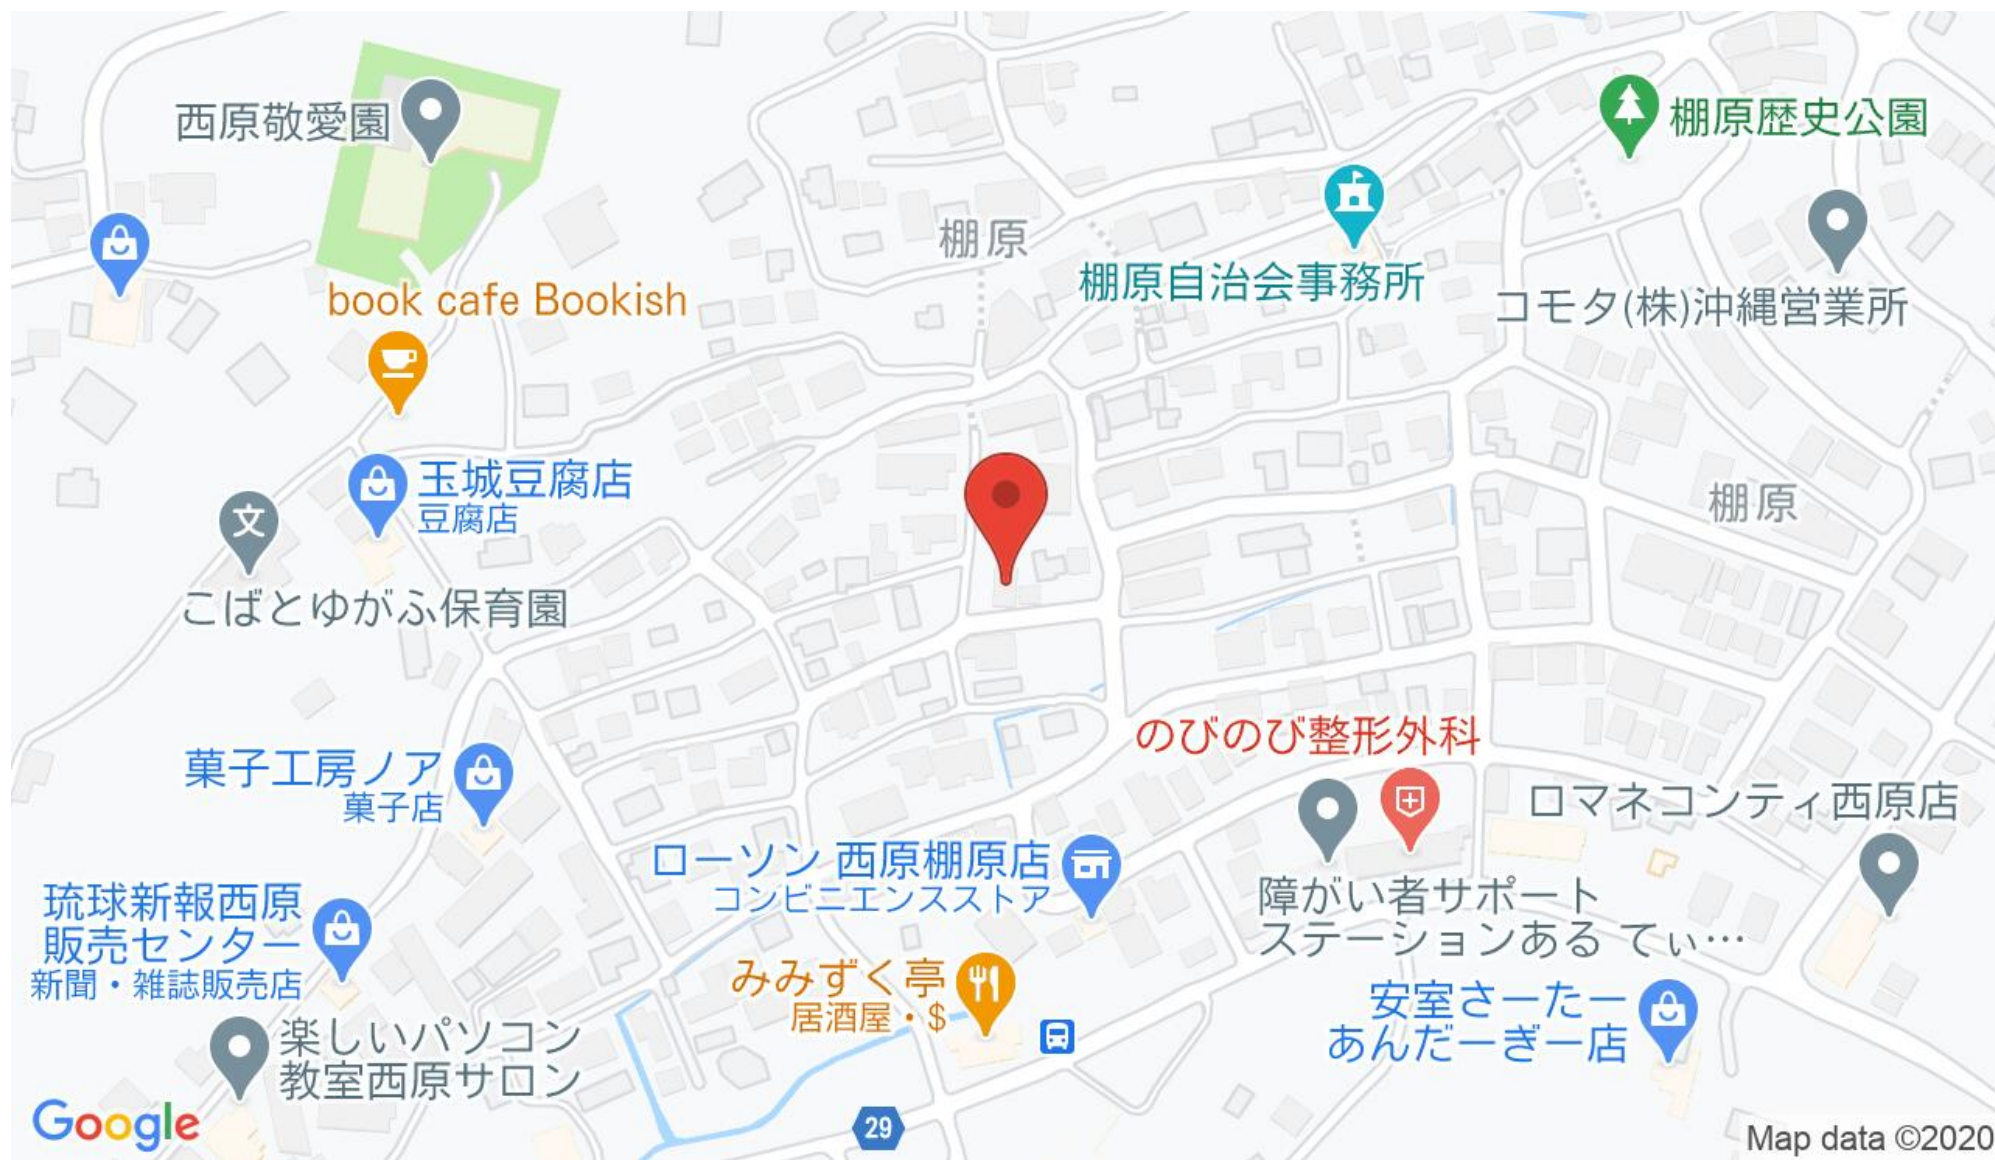 西原敬愛園
棚原歴史公園
棚原
棚原自治会事務所
コモタ(株)沖縄営業所
book cafe Bookish
玉城豆腐店
豆腐店
文
棚原
こばとゆがふ保育園
のびのび整形外科
菓子工房ノア
菓子店
ロマネコンティ西原店
ローソン 西原棚原店
コンビニエンスストア
障がい者サポート
ステーションある てぃ…
琉球新報西原
販売センター
新聞・雑誌販売店
みみずく亭
居酒屋・$
安室さーたー
あんだーぎー店
楽しいパソコン
教室西原サロン
Google
29
Map data ©2020